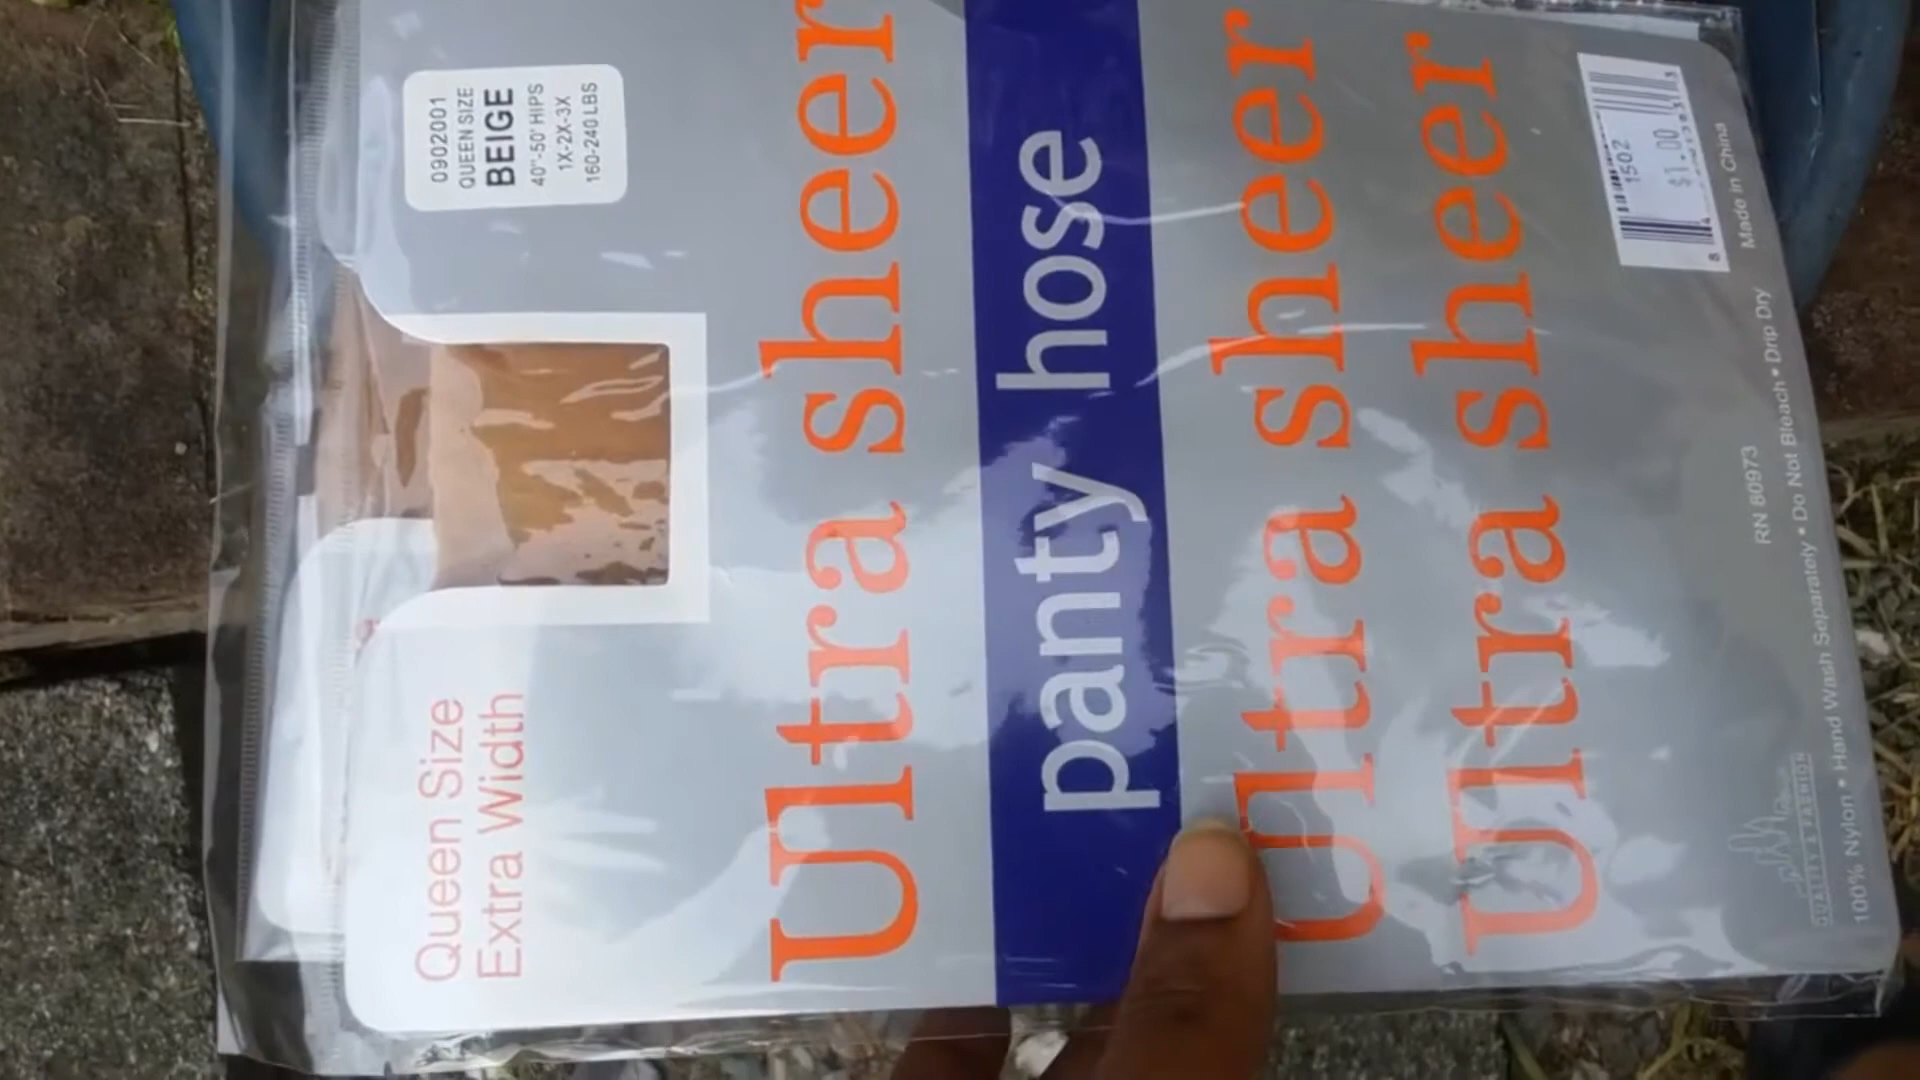 0902001
QUEEN SIZE
BEIGE
40"-50' HIPS
1X-2X-3X
160-240 LBS
Queen Size
Extra Width
Ultra sheer
panty hose
Ultra sheer
Ultra sheer
1502
$1.00
Made in China
RN 80973
QUALITY & FASHION
100% Nylon • Hand Wash Separately • Do Not Bleach • Drip Dry